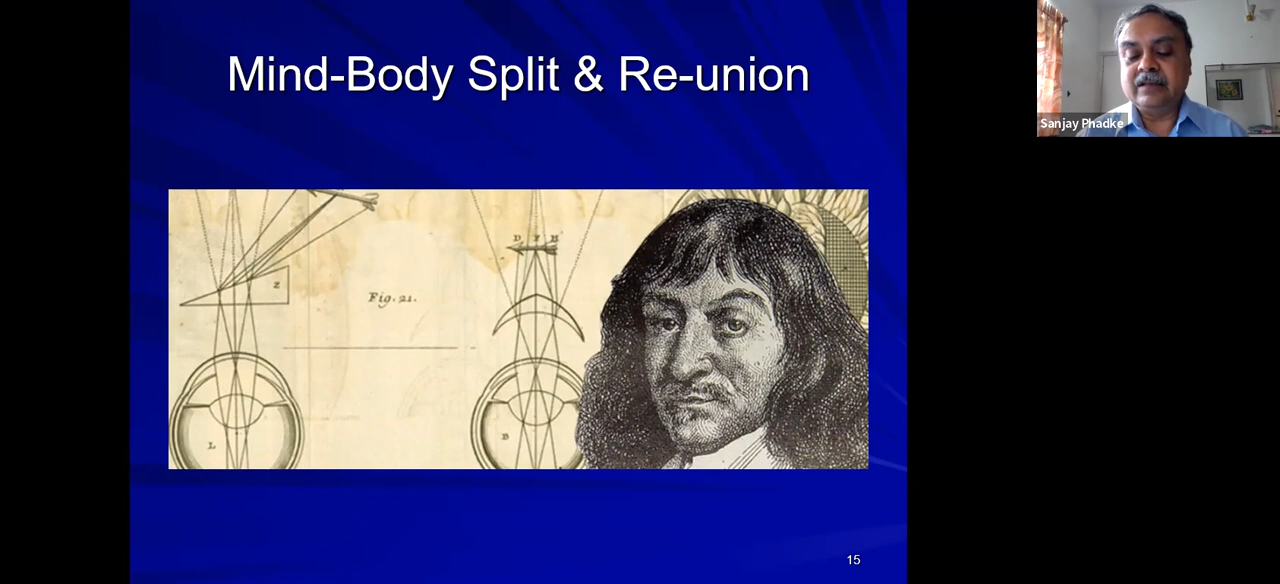 Mind-Body Split & Re-union
Sanjay Phadke
D F H
Z
Fig. 21.
L
B
15